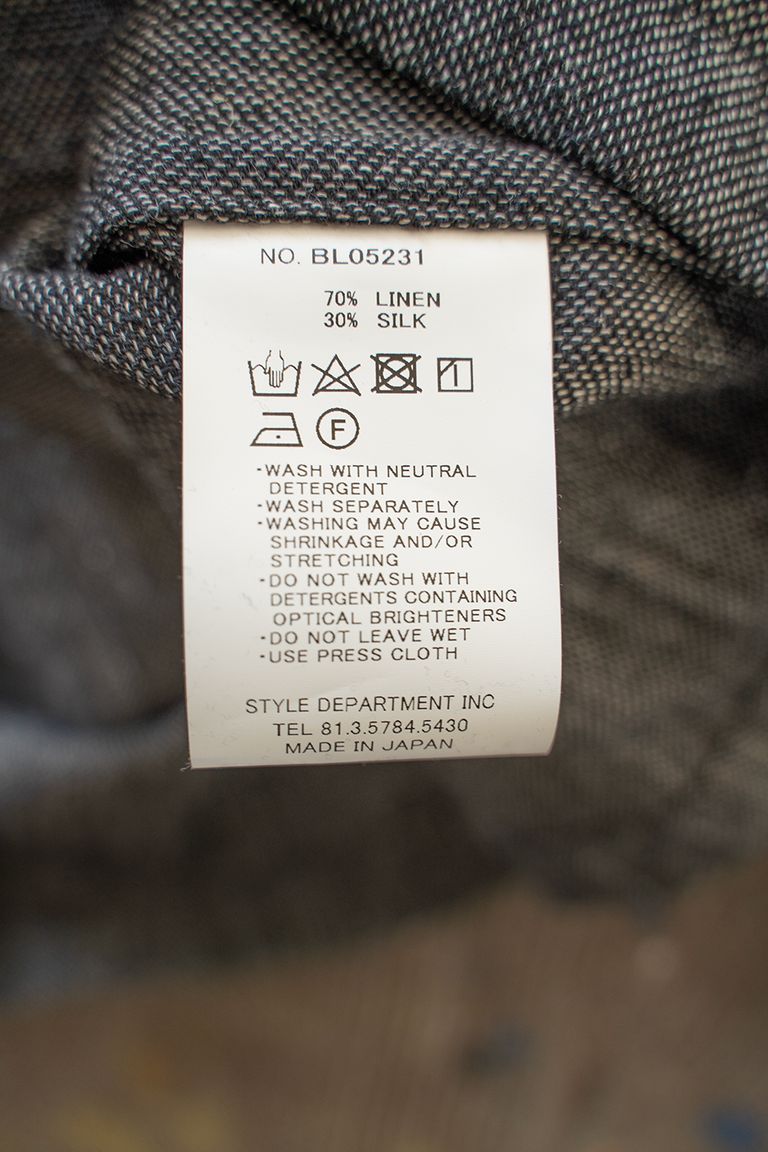 NO. BL05231
70% LINEN
30% SILK
F
-WASH WITH NEUTRAL
DETERGENT
-WASH SEPARATELY
-WASHING MAY CAUSE
SHRINKAGE AND/OR
STRETCHING
-DO NOT WASH WITH
DETERGENTS CONTAINING
OPTICAL BRIGHTENERS
-DO NOT LEAVE WET
-USE PRESS CLOTH
STYLE DEPARTMENT INC
TEL 81.3.5784.5430
MADE IN JAPAN